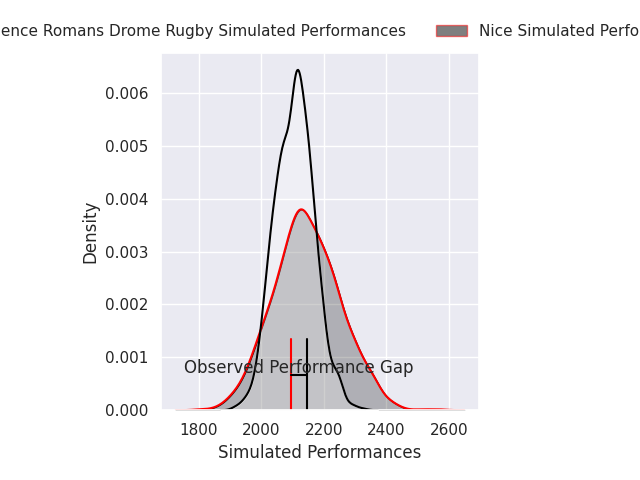 ence Romans Drome Rugby Simulated Performances
Nice Simulated Perfo
0.006
0.005
0.004
0.003
0.002
0.001
0.000
Density
Observed Performance Gap
1800 2000 2200 2400 2600
Simulated Performances